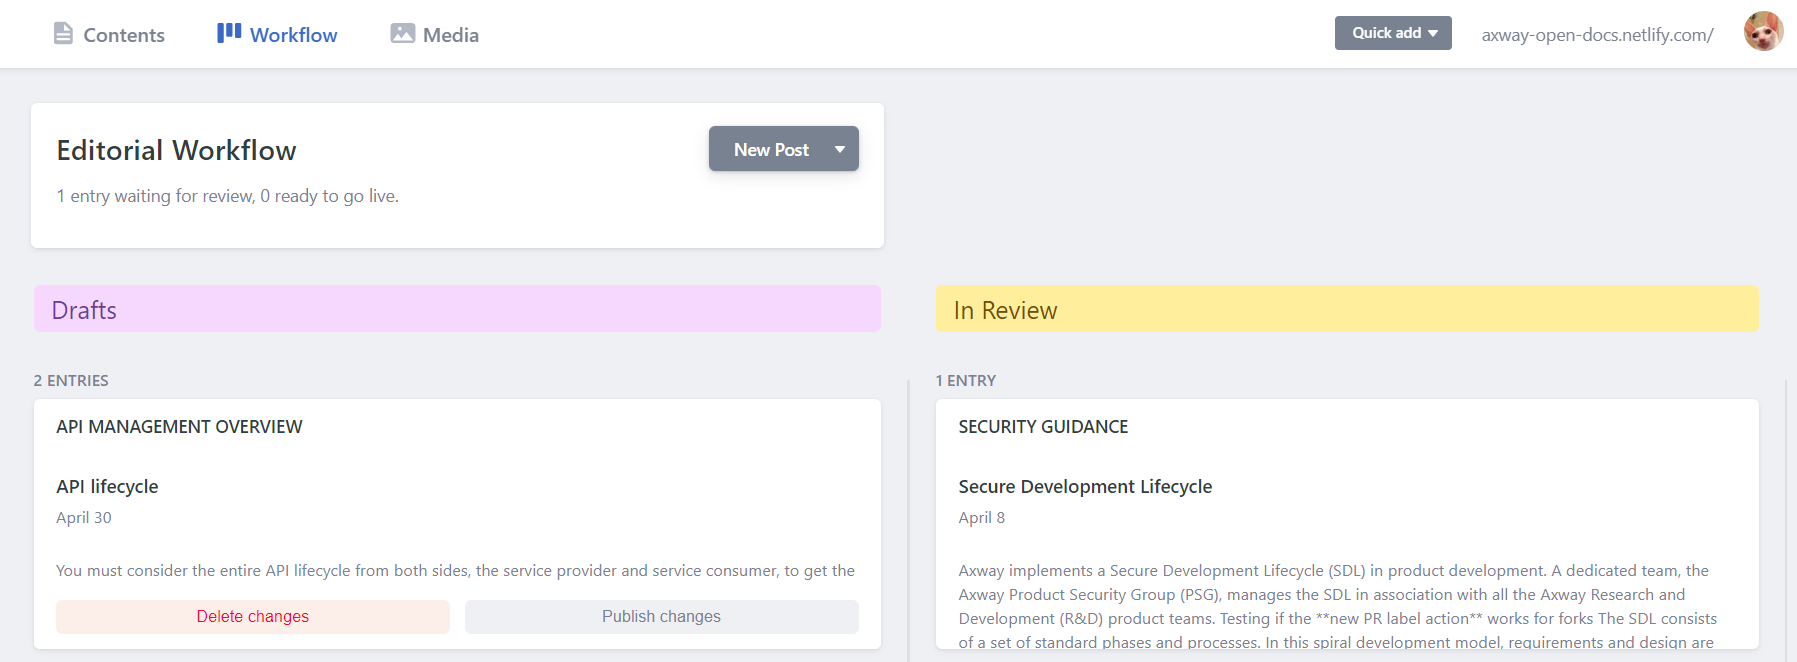 Contents
Workflow
Media
Quick add
axway-open-docs.netlify.com/
Editorial Workflow
New Post
1 entry waiting for review, 0 ready to go live.
Drafts
2 ENTRIES
API MANAGEMENT OVERVIEW
API lifecycle
April 30
You must consider the entire API lifecycle from both sides, the service provider and service consumer, to get the
Delete changes
Publish changes
In Review
1 ENTRY
SECURITY GUIDANCE
Secure Development Lifecycle
April 8
Axway implements a Secure Development Lifecycle (SDL) in product development. A dedicated team, the
Axway Product Security Group (PSG), manages the SDL in association with all the Axway Research and
Development (R&D) product teams. Testing if the **new PR label action** works for forks The SDL consists
of a set of standard phases and processes. In this spiral development model, requirements and design are